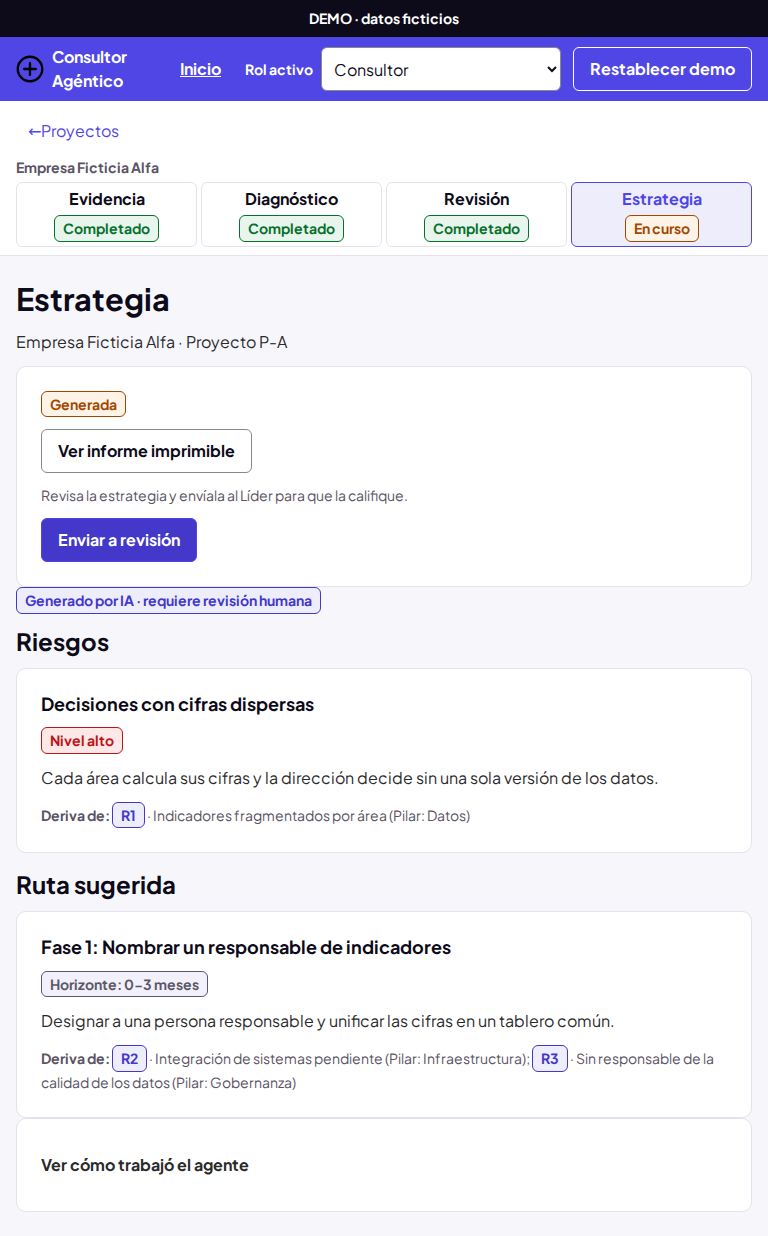 DEMO · datos ficticios
Consultor
Agéntico
Inicio
Rol activo
Consultor
Restablecer demo
←Proyectos
Empresa Ficticia Alfa
Evidencia
Completado
Diagnóstico
Completado
Revisión
Completado
Estrategia
En curso
Estrategia
Empresa Ficticia Alfa · Proyecto P-A
Generada
Ver informe imprimible
Revisa la estrategia y envíala al Líder para que la califique.
Enviar a revisión
Generado por IA · requiere revisión humana
Riesgos
Decisiones con cifras dispersas
Nivel alto
Cada área calcula sus cifras y la dirección decide sin una sola versión de los datos.
Deriva de: R1 · Indicadores fragmentados por área (Pilar: Datos)
Ruta sugerida
Fase 1: Nombrar un responsable de indicadores
Horizonte: 0–3 meses
Designar a una persona responsable y unificar las cifras en un tablero común.
Deriva de: R2 · Integración de sistemas pendiente (Pilar: Infraestructura); R3 · Sin responsable de la
calidad de los datos (Pilar: Gobernanza)
Ver cómo trabajó el agente